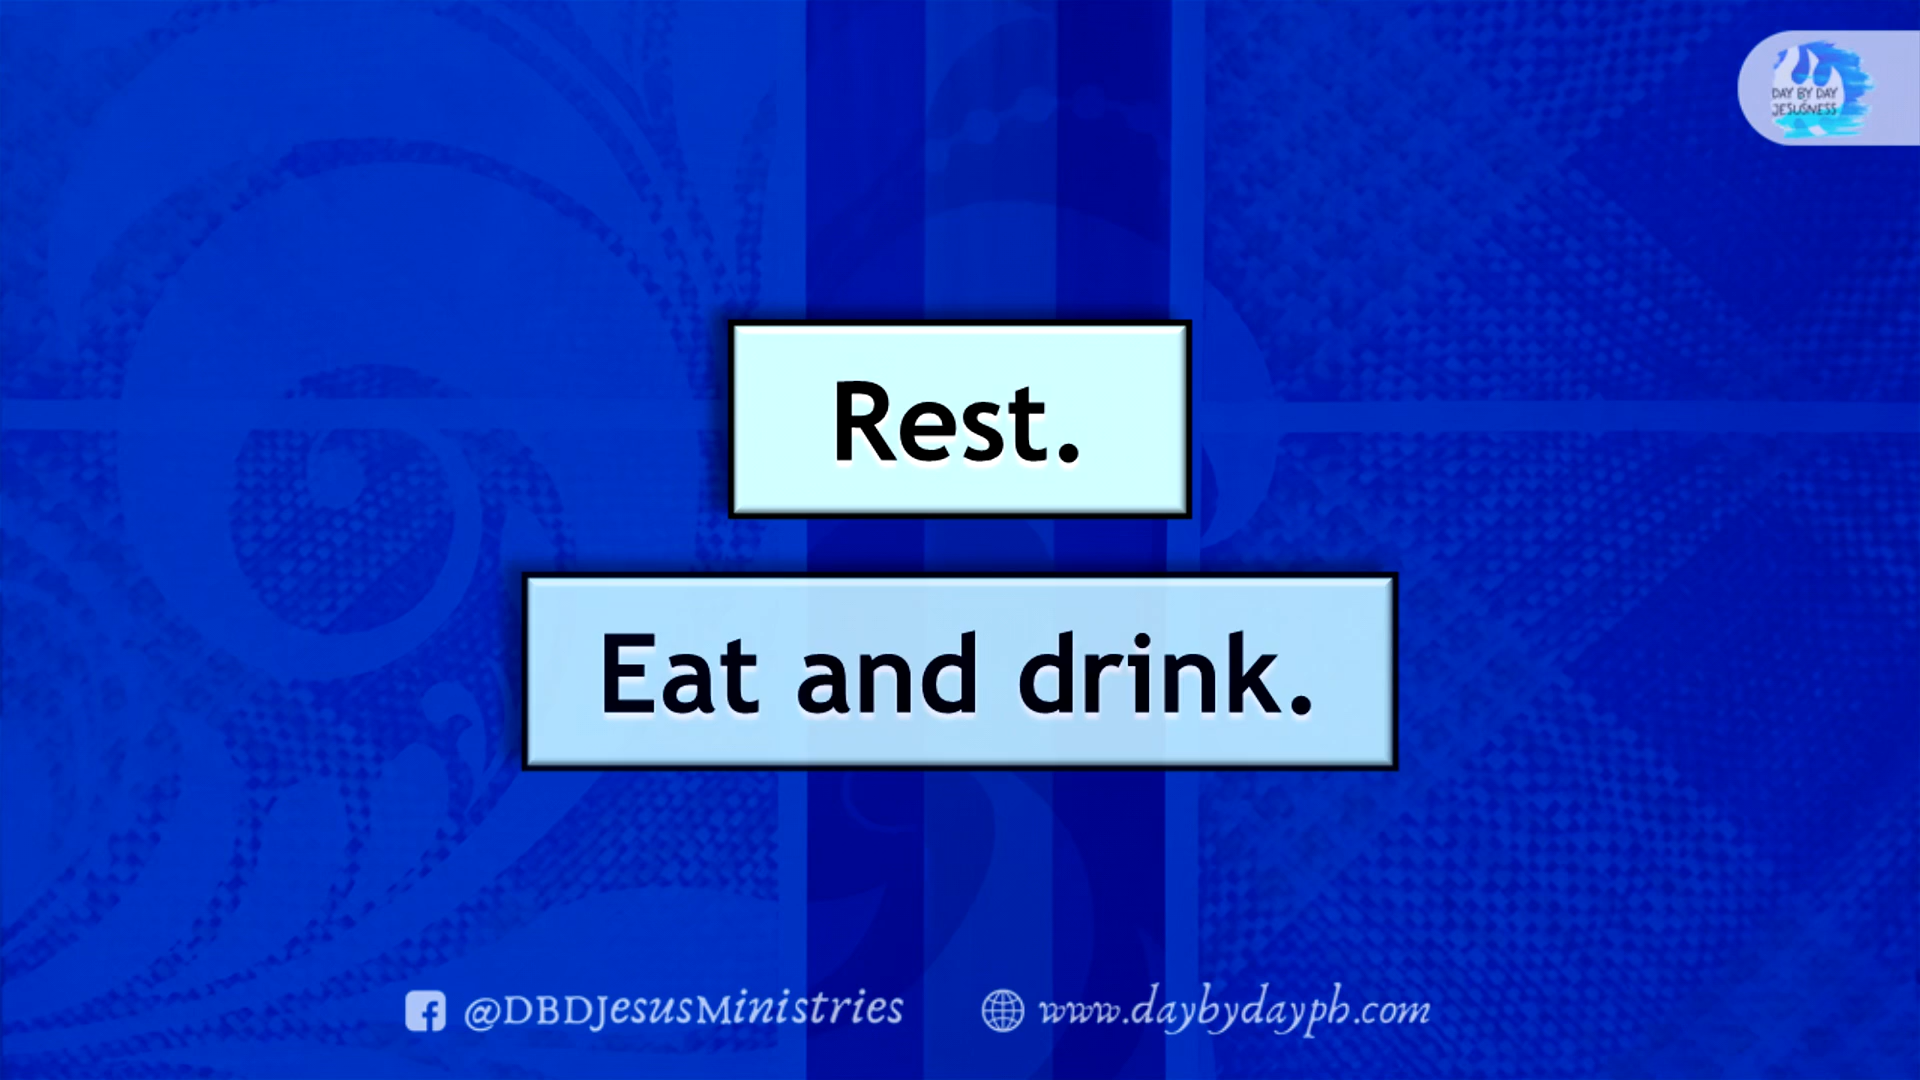 DAY BY DAY
JESUSNESS
Rest.
Eat and drink.
@DBDJesusMinistries
www.daybydayph.com